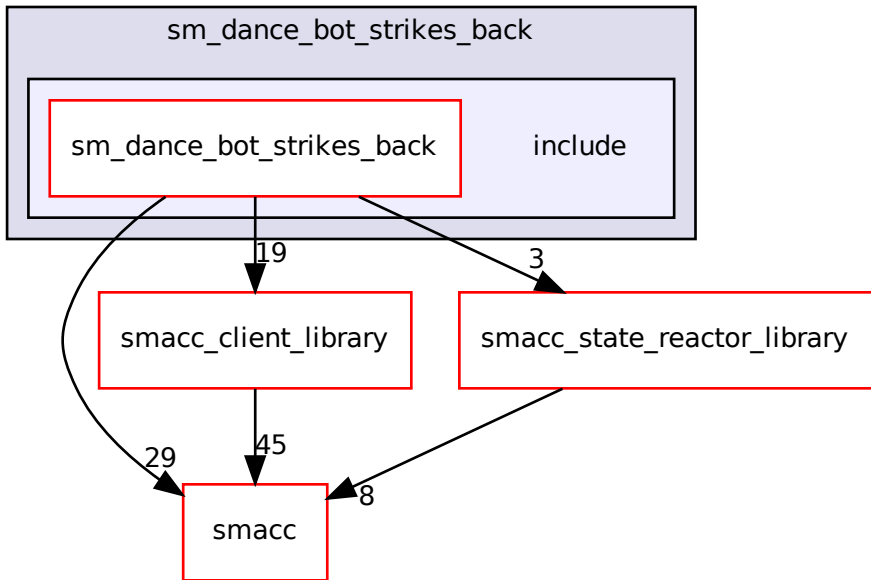 sm_dance_bot_strikes_back
sm_dance_bot_strikes_back
include
19
3
smacc_client_library
smacc_state_reactor_library
29
45
8
smacc